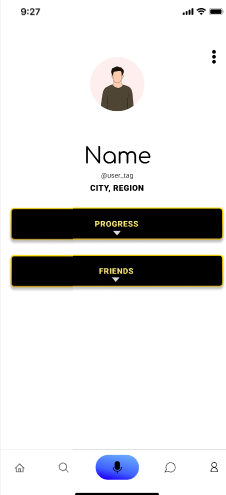 9:27
Name
@user_tag
CITY, REGION
PROGRESS
FRIENDS